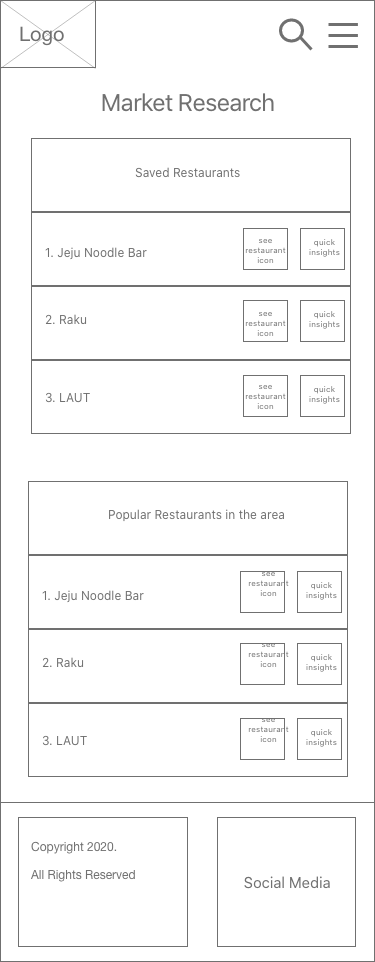 Logo
Market Research
Saved Restaurants
1. Jeju Noodle Bar
see
restaurant
icon
quick
insights
2. Raku
see
restaurant
icon
quick
insights
3. LAUT
see
restaurant
icon
quick
insights
Popular Restaurants in the area
1. Jeju Noodle Bar
see
restaurant
icon
quick
insights
2. Raku
see
restaurant
icon
quick
insights
3. LAUT
see
restaurant
icon
quick
insights
Copyright 2020.
All Rights Reserved
Social Media